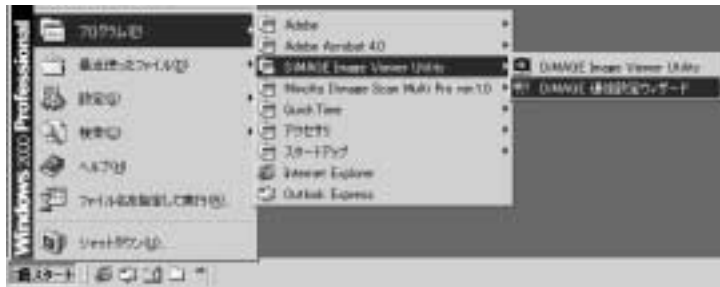 Windows 2000 Professional
プログラム(P)
最近使ったファイル(D)
設定(S)
検索(C)
ヘルプ(H)
ファイル名を指定して実行(R)...
シャットダウン(U)...
スタート
Adobe
Adobe Acrobat 4.0
DiMAGE Image Viewer Utility
Minolta Dimage Scan Multi Pro ver.1.0
QuickTime
アクセサリ
スタートアップ
Internet Explorer
Outlook Express
DiMAGE Image Viewer Utility
DiMAGE 通信設定ウィザード